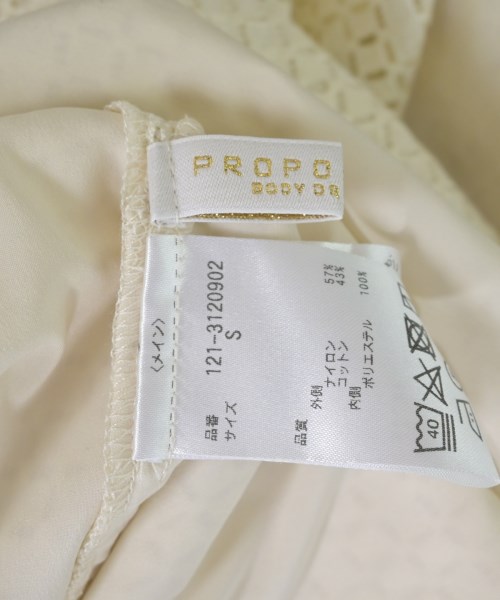 PROPO
BODY DR
〈メイン〉
品番 121-3120902
サイズ S
品質
外側 ナイロン 57%
コットン 43%
内側 ポリエステル 100%
40